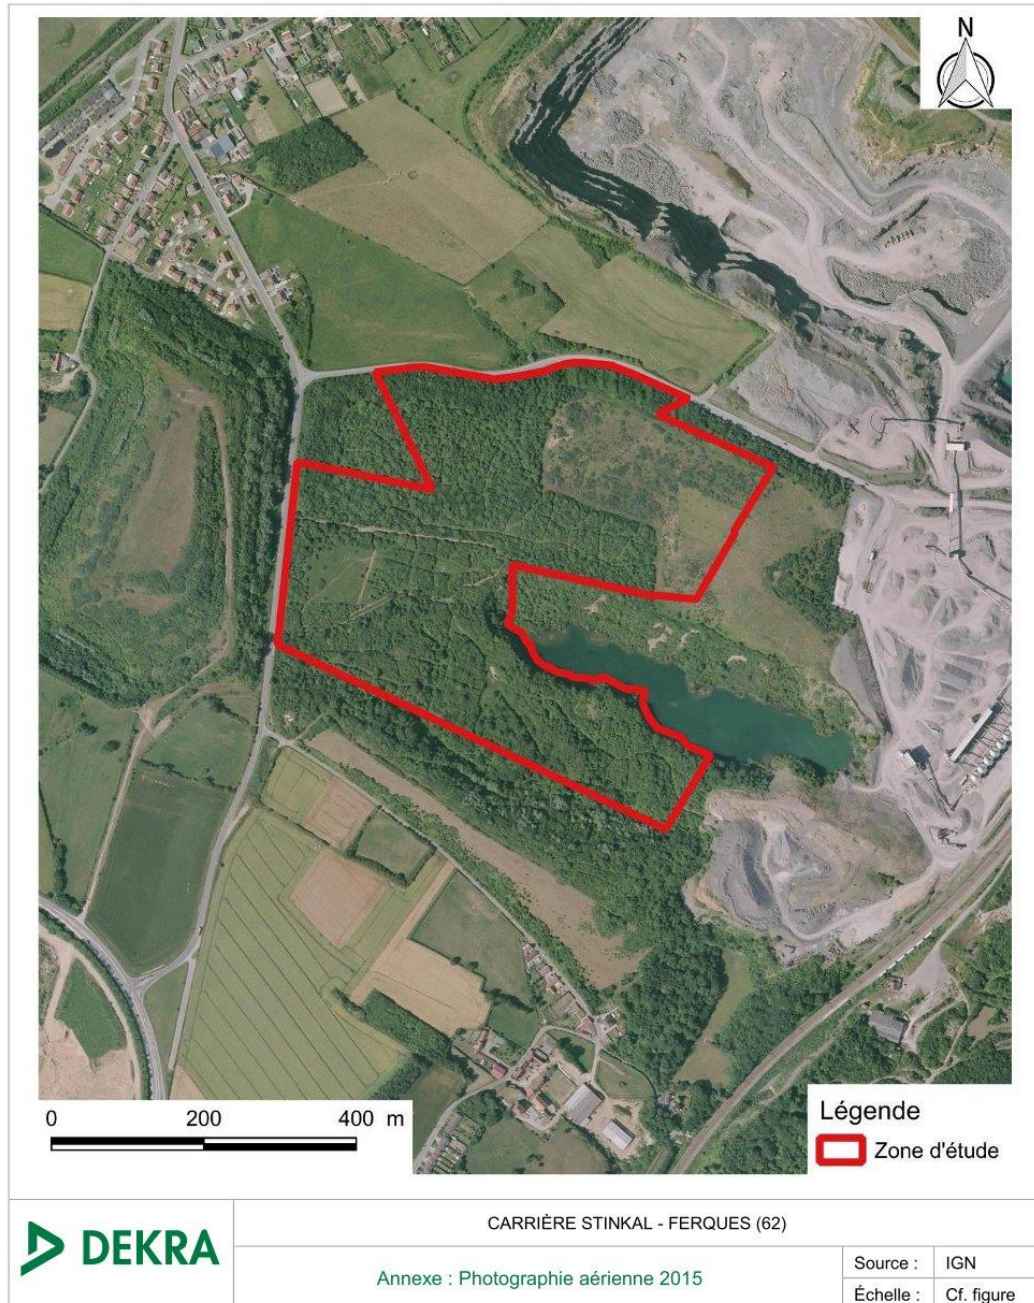 N
0 200 400 m
Légende
Zone d'étude
DEKRA
CARRIÈRE STINKAL - FERQUES (62)
Annexe : Photographie aérienne 2015
Source : IGN
Échelle : Cf. figure